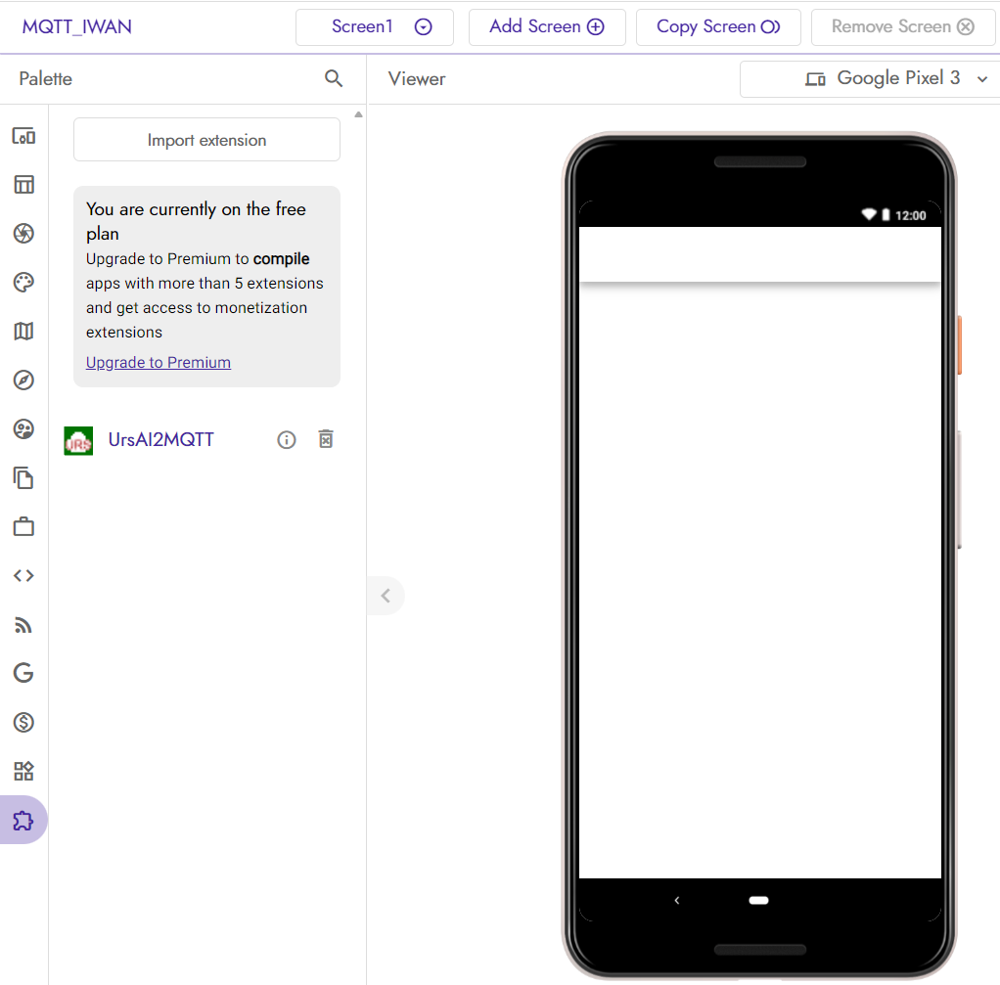 MQTT_IWAN
Screen1
Add Screen
Copy Screen
Remove Screen
Palette
Viewer
Google Pixel 3
Import extension
You are currently on the free
plan
Upgrade to Premium to compile
apps with more than 5 extensions
and get access to monetization
extensions
Upgrade to Premium
URS
UrsAI2MQTT
12:00